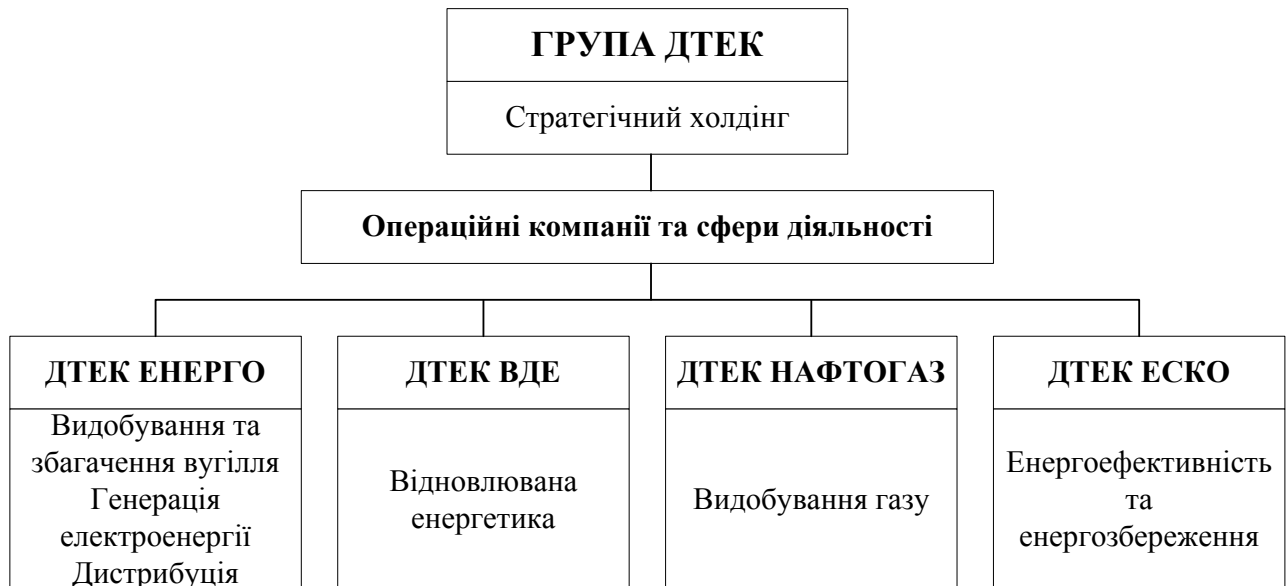 ГРУПА ДТЕК
Стратегічний холдінг
Операційні компанії та сфери діяльності
ДТЕК ЕНЕРГО
Видобування та
збагачення вугілля
Генерація
електроенергії
Дистрибуція
ДТЕК ВДЕ
Відновлювана
енергетика
ДТЕК НАФТОГАЗ
Видобування газу
ДТЕК ЕСКО
Енергоефективність
та
енергозбереження